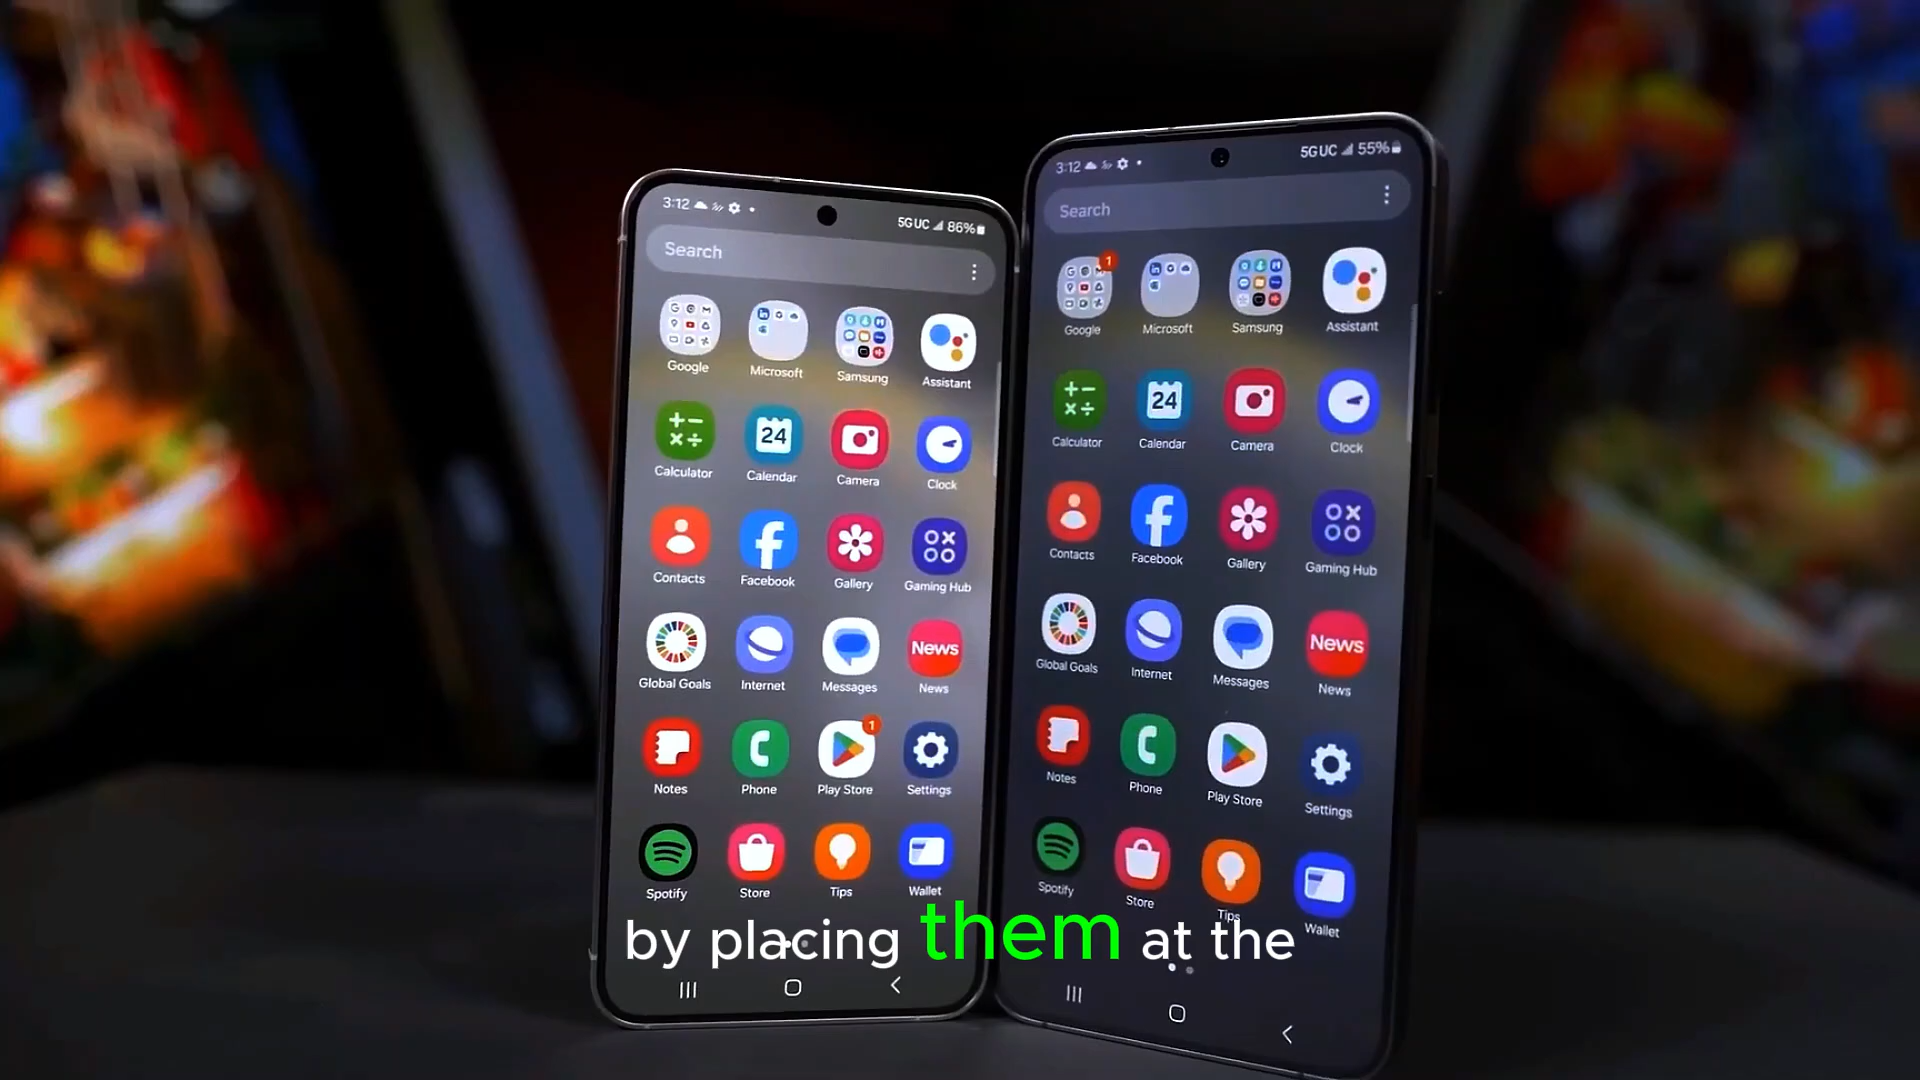 3:12
5G UC 86%
Search
Google Microsoft Samsung Assistant
24
Calculator Calendar Camera Clock
Contacts Facebook Gallery Gaming Hub
News
Global Goals Internet Messages News
1
Notes Phone Play Store Settings
Spotify Store Tips Wallet
3:12
5G UC 55%
Search
1
Google Microsoft Samsung Assistant
24
Calculator Calendar Camera Clock
Contacts Facebook Gallery Gaming Hub
News
Global Goals Internet Messages News
Notes Phone Play Store Settings
Spotify Store Tips Wallet
by placing them at the